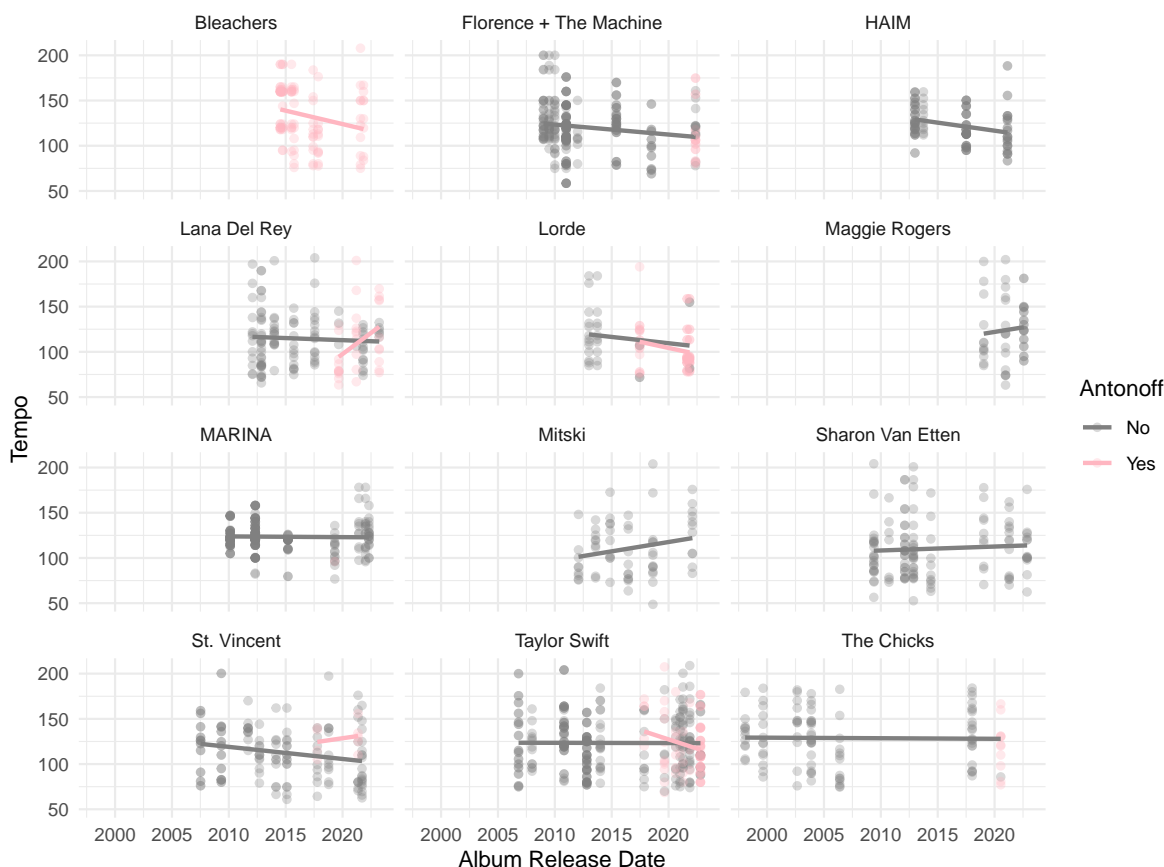 Bleachers
Florence + The Machine
HAIM
200
150
100
50
Lana Del Rey
Lorde
Maggie Rogers
200
150
100
50
MARINA
Mitski
Sharon Van Etten
200
150
100
50
St. Vincent
Taylor Swift
The Chicks
200
150
100
50
2000 2005 2010 2015 2020
2000 2005 2010 2015 2020
2000 2005 2010 2015 2020
Album Release Date
Tempo
Antonoff
No
Yes